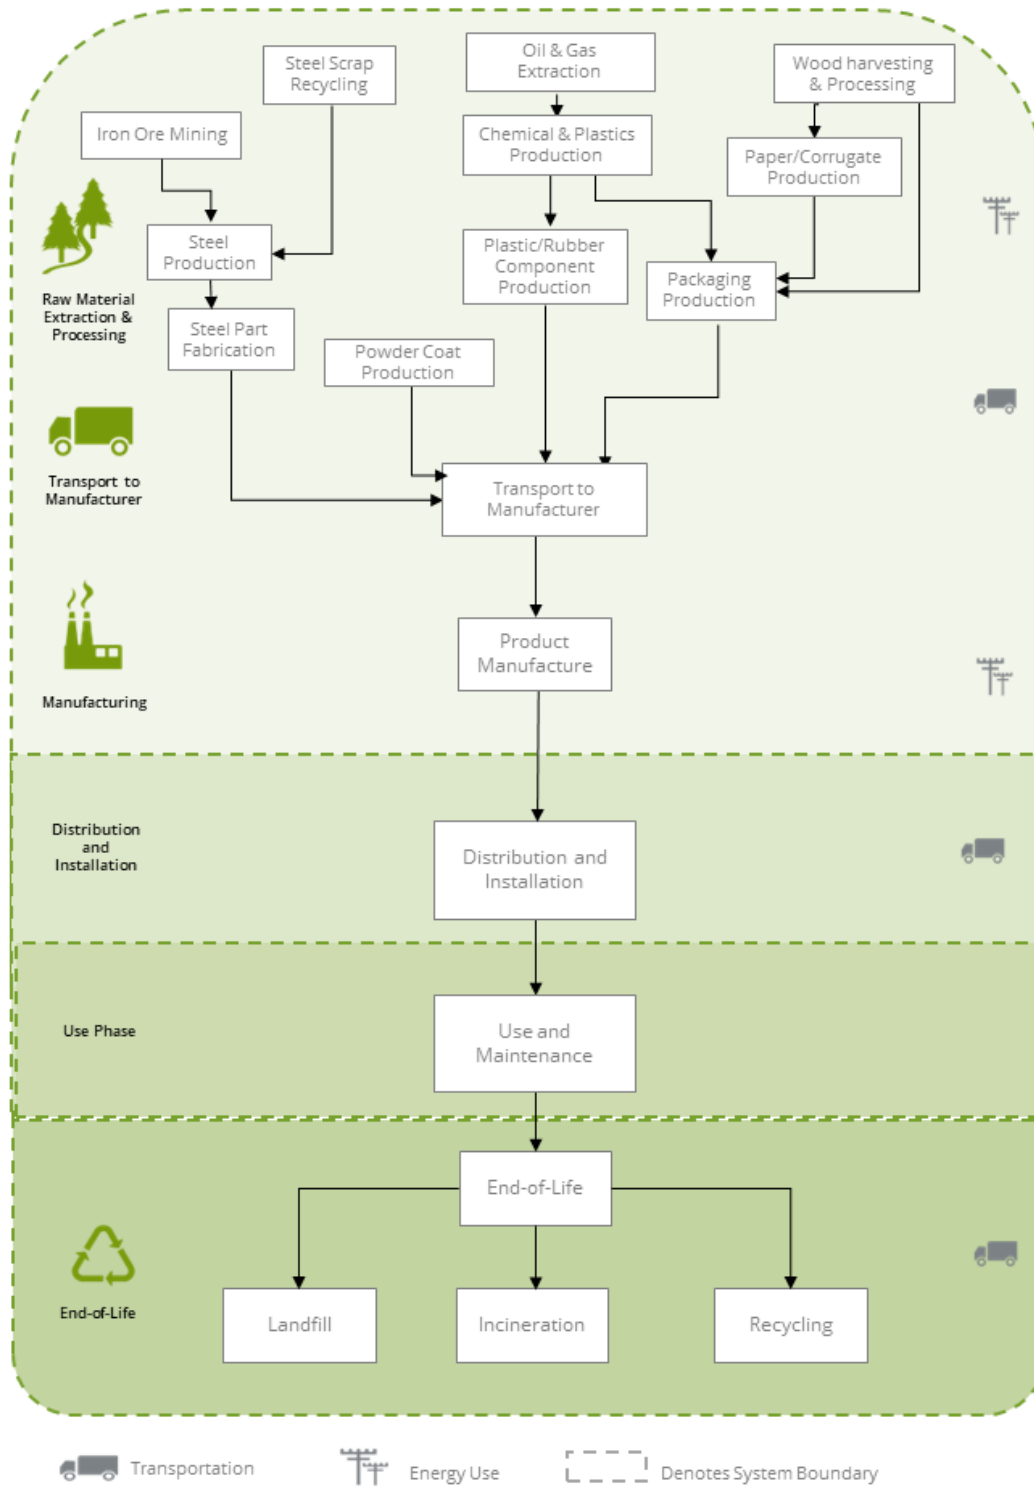 Steel Scrap
Recycling
Oil & Gas
Extraction
Wood harvesting
& Processing
Iron Ore Mining
Chemical & Plastics
Production
Paper/Corrugate
Production
Steel
Production
Plastic/Rubber
Component
Production
Packaging
Production
Raw Material
Extraction &
Processing
Steel Part
Fabrication
Powder Coat
Production
Transport to
Manufacturer
Transport to
Manufacturer
Product
Manufacture
Manufacturing
Distribution
and
Installation
Distribution and
Installation
Use Phase
Use and
Maintenance
End-of-Life
End-of-Life
Landfill
Incineration
Recycling
Transportation
Energy Use
Denotes System Boundary